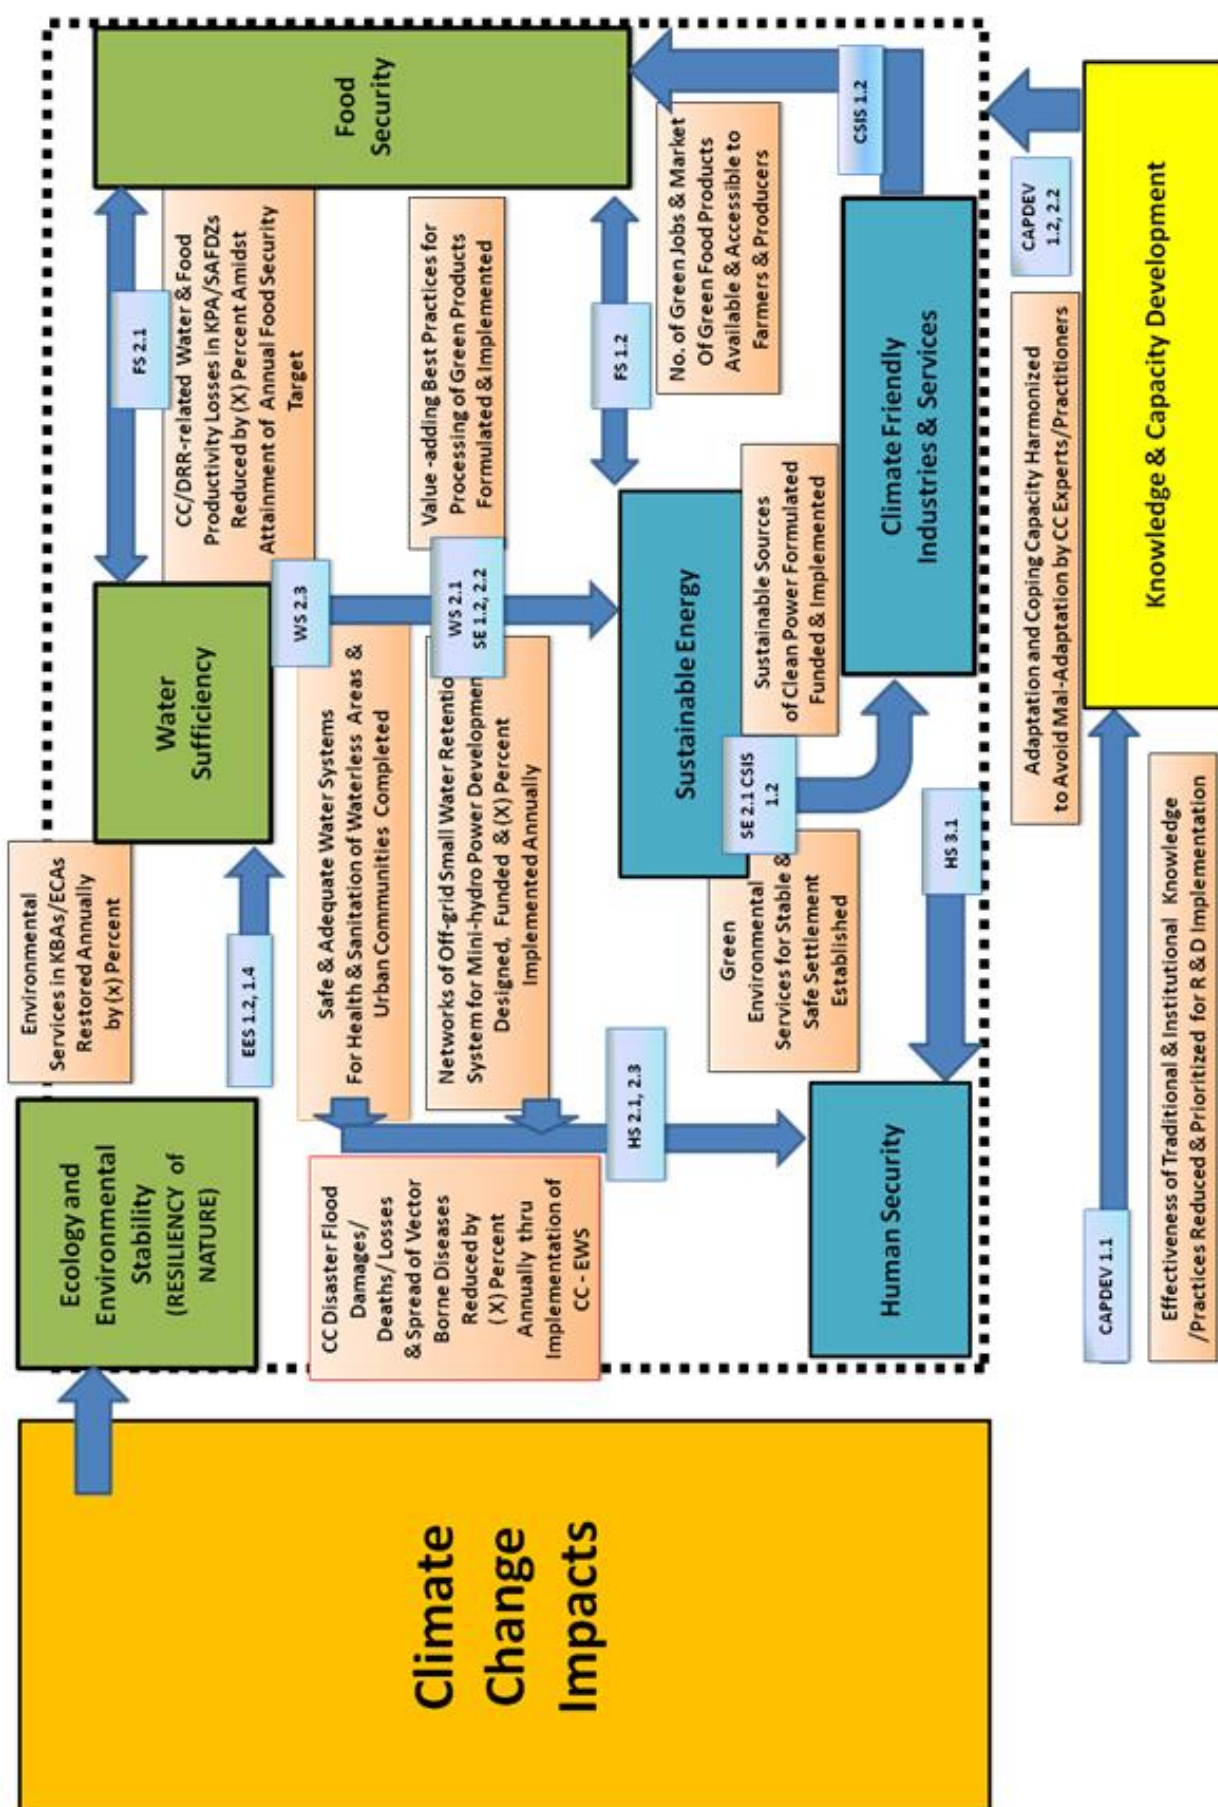 Climate
Change
Impacts
Ecology and
Environmental
Stability
(RESILIENCY of
NATURE)
Environmental
Services in KBAs/ECAs
Restored Annually
by (x) Percent
EES 1.2, 1.4
Water
Sufficiency
FS 2.1
CC/DRR-related Water & Food
Productivity Losses in KPA/SAFDZs
Reduced by (X) Percent Amidst
Attainment of Annual Food Security
Target
Food
Security
WS 2.3
Safe & Adequate Water Systems
For Health & Sanitation of Waterless Areas &
Urban Communities Completed
Value -adding Best Practices for
Processing of Green Products
Formulated & Implemented
WS 2.1
SE 1.2, 2.2
Networks of Off-grid Small Water Retentio
System for Mini-hydro Power Developmen
Designed, Funded & (X) Percent
Implemented Annually
CC Disaster Flood
Damages/
Deaths/ Losses
& Spread of Vector
Borne Diseases
Reduced by
( X) Percent
Annually thru
Implementation of
CC - EWS
HS 2.1, 2.3
FS 1.2
No. of Green Jobs & Market
Of Green Food Products
Available & Accessible to
Farmers & Producers
CSIS 1.2
Sustainable Energy
Sustainable Sources
of Clean Power Formulated
Funded & Implemented
SE 2.1 CSIS
1.2
Green
Environmental
Services for Stable &
Safe Settlement
Established
Human Security
HS 3.1
Climate Friendly
Industries & Services
Adaptation and Coping Capacity Harmonized
to Avoid Mal-Adaptation by CC Experts/Practitioners
CAPDEV
1.2, 2.2
CAPDEV 1.1
Effectiveness of Traditional & Institutional Knowledge
/Practices Reduced & Prioritized for R & D Implementation
Knowledge & Capacity Development